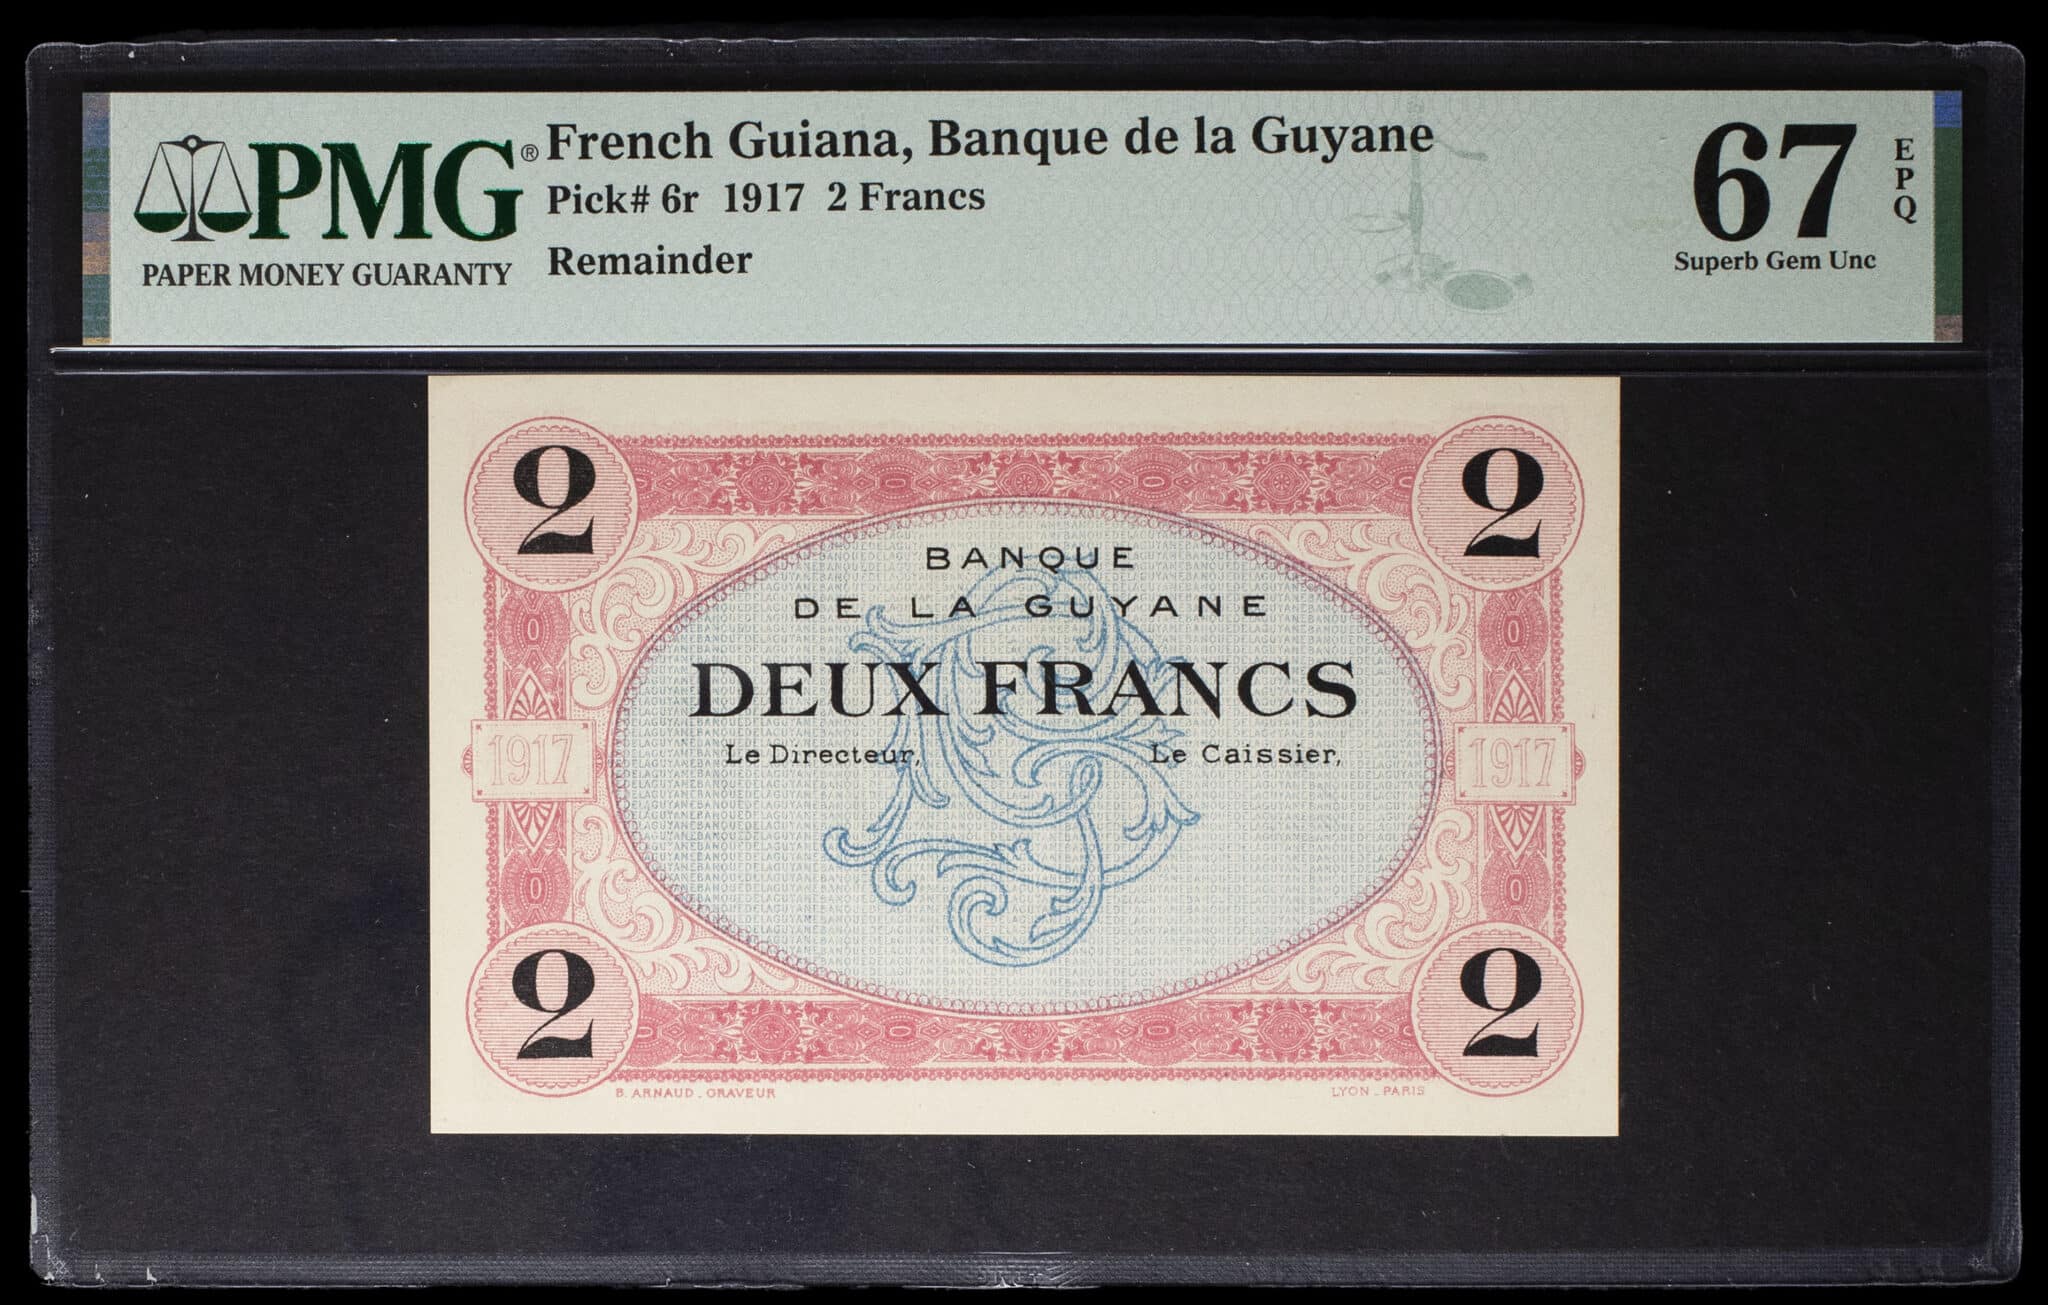 PMG®
PAPER MONEY GUARANTY
French Guiana, Banque de la Guyane
Pick# 6r 1917 2 Francs
Remainder
67
EPQ
Superb Gem Unc
2
2
BANQUE
DE LA GUYANE
DEUX FRANCS
Le Directeur,
Le Caissier,
1917
1917
2
2
B. ARNAUD - GRAVEUR
LYON - PARIS